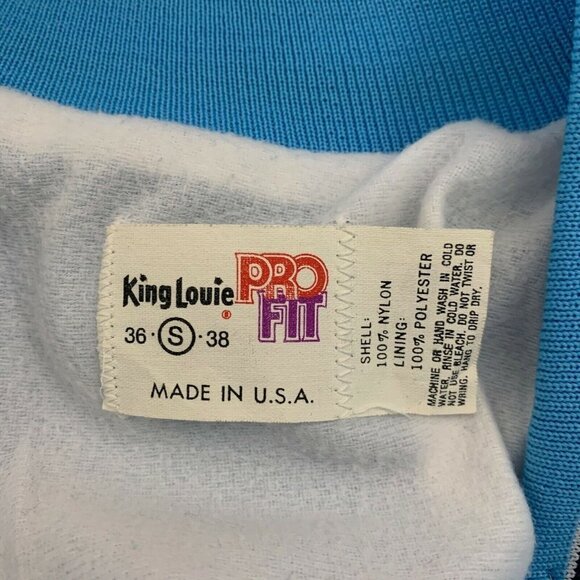 King Louie ®
PRO
FIT
36 · S · 38
MADE IN U.S.A.
SHELL:
100% NYLON
LINING:
100% POLYESTER
MACHINE OR HAND WASH IN COLD
WATER, RINSE IN COLD WATER. DO
NOT USE BLEACH. DO NOT TWIST OR
WRING. HANG TO DRIP DRY.